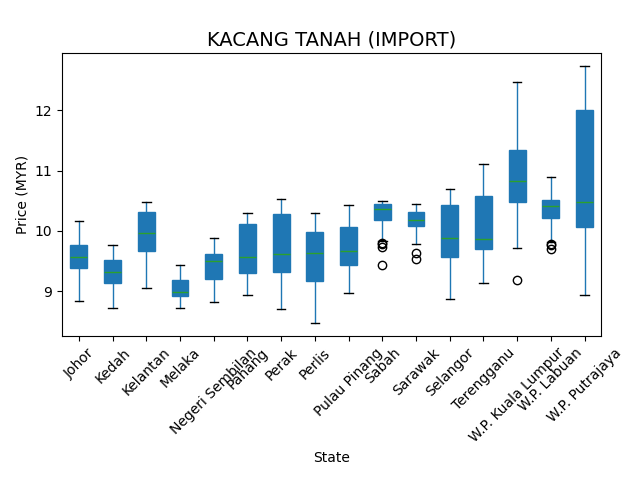 KACANG TANAH (IMPORT)
Price (MYR)
12
11
10
9
Johor
Kedah
Kelantan
Melaka
Negeri Sembilan
Pahang
Perak
Perlis
Pulau Pinang
Sabah
Sarawak
Selangor
Terengganu
W.P. Kuala Lumpur
W.P. Labuan
W.P. Putrajaya
State